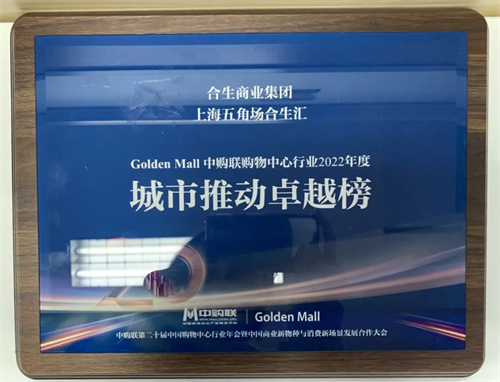 合生商业集团
上海五角场合生汇
Golden Mall 中购联购物中心行业2022年度
城市推动卓越榜
中购联 Golden Mall
中购联第二十届中国购物中心行业年会暨中国商业新物种与消费新场景发展合作大会